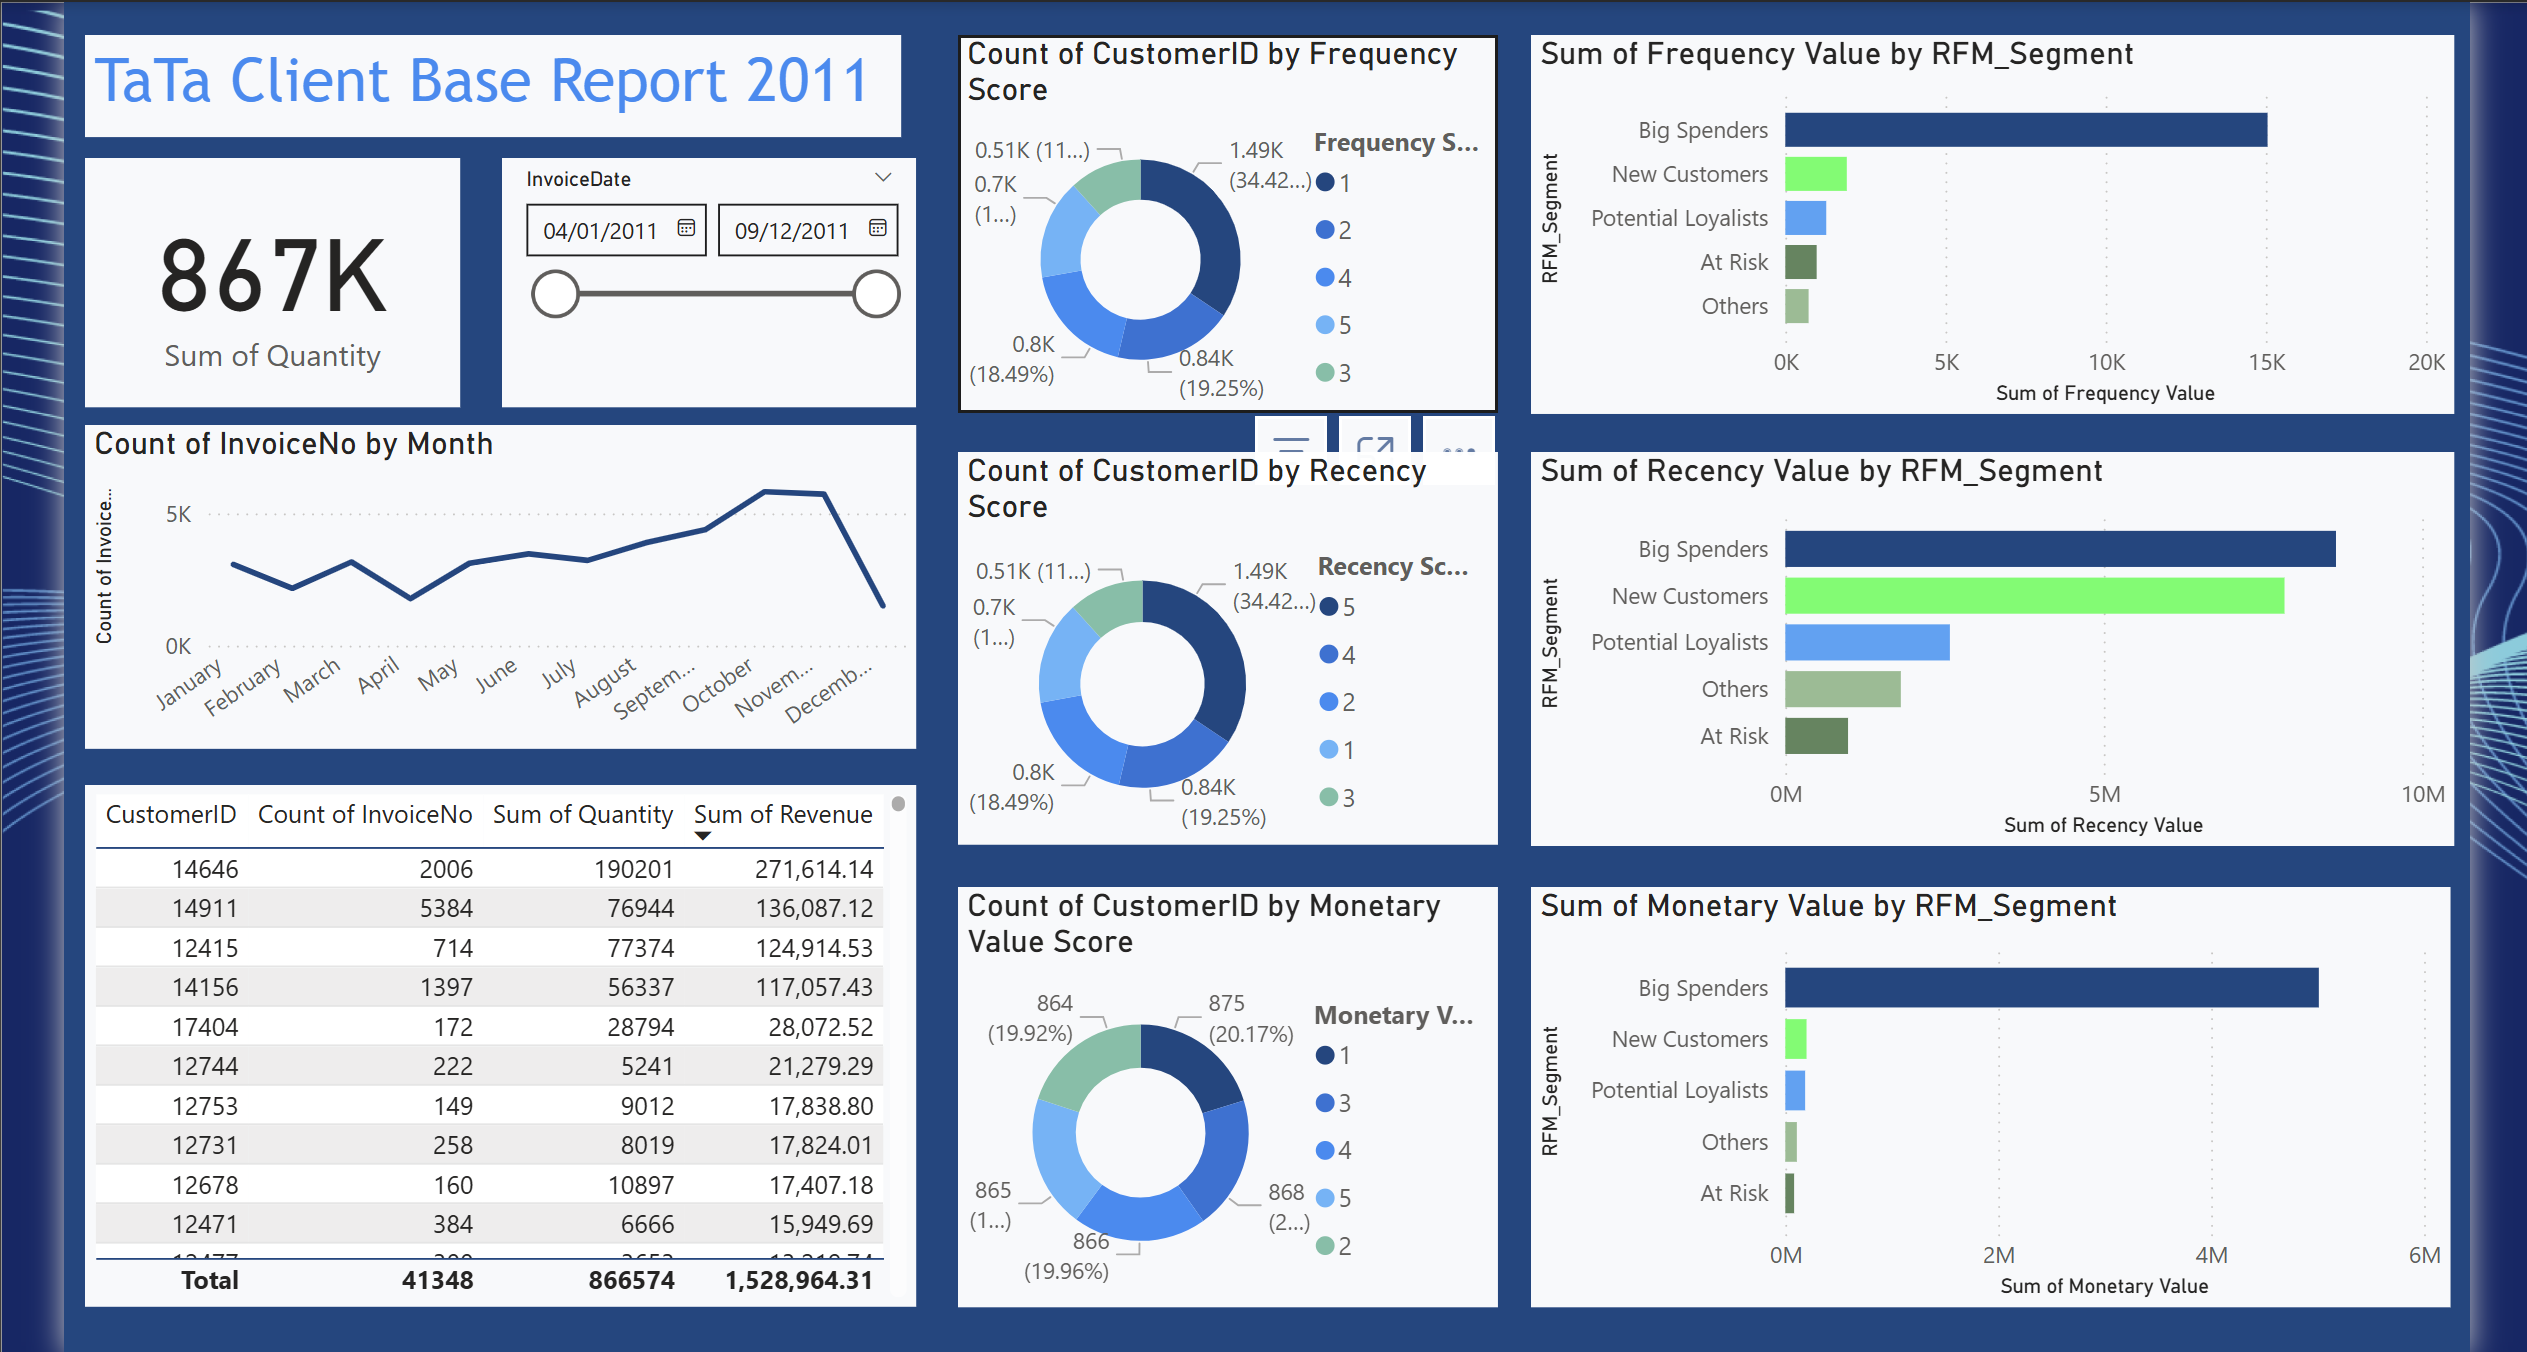 TaTa Client Base Report 2011
867K
Sum of Quantity
InvoiceDate
04/01/2011
09/12/2011
Count of InvoiceNo by Month
Count of Invoice...
5K
0K
January
February
March
April
May
June
July
August
Septem...
October
Novem...
Decemb...
CustomerID Count of InvoiceNo Sum of Quantity Sum of Revenue
14646 2006 190201 271,614.14
14911 5384 76944 136,087.12
12415 714 77374 124,914.53
14156 1397 56337 117,057.43
17404 172 28794 28,072.52
12744 222 5241 21,279.29
12753 149 9012 17,838.80
12731 258 8019 17,824.01
12678 160 10897 17,407.18
12471 384 6666 15,949.69
Total 41348 866574 1,528,964.31
Count of CustomerID by Frequency
Score
0.51K (11...)
1.49K
(34.42...)
0.7K
(1...)
0.8K
(18.49%)
0.84K
(19.25%)
Frequency S...
1
2
4
5
3
Count of CustomerID by Recency
Score
0.51K (11...)
1.49K
(34.42...)
0.7K
(1...)
0.8K
(18.49%)
0.84K
(19.25%)
Recency Sc...
5
4
2
1
3
Count of CustomerID by Monetary
Value Score
864
(19.92%)
875
(20.17%)
865
(1...)
868
(2...)
866
(19.96%)
Monetary V...
1
3
4
5
2
Sum of Frequency Value by RFM_Segment
RFM_Segment
Big Spenders
New Customers
Potential Loyalists
At Risk
Others
0K 5K 10K 15K 20K
Sum of Frequency Value
Sum of Recency Value by RFM_Segment
RFM_Segment
Big Spenders
New Customers
Potential Loyalists
Others
At Risk
0M 5M 10M
Sum of Recency Value
Sum of Monetary Value by RFM_Segment
RFM_Segment
Big Spenders
New Customers
Potential Loyalists
Others
At Risk
0M 2M 4M 6M
Sum of Monetary Value